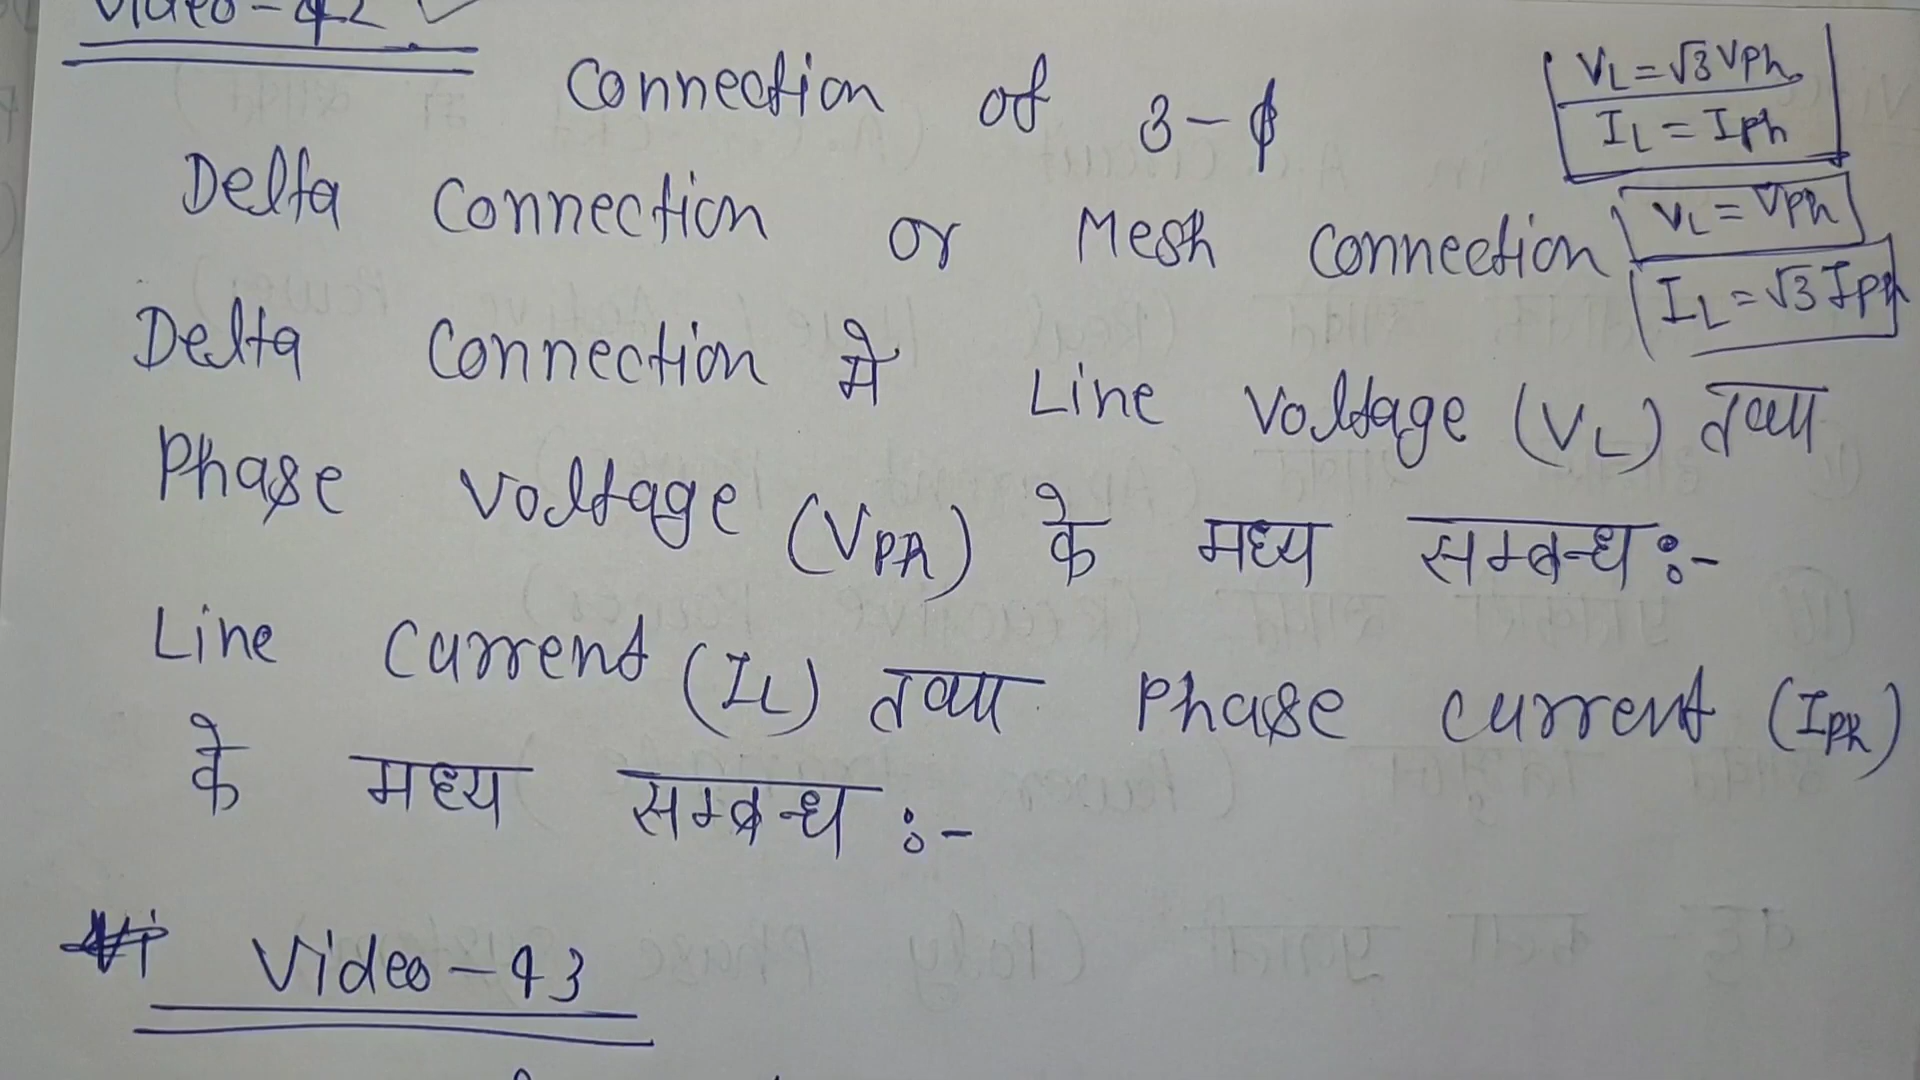 Video-42
Connection of 3-ϕ
VL = √3 Vph
IL = Iph
Delta Connection or Mesh Connection
VL = Vph
IL = √3 Iph
Delta Connection मे Line Voltage (VL) तथा
Phase Voltage (VPh) के मध्य सम्बन्ध :-
Line Current (IL) तथा Phase Current (IPh)
के मध्य सम्बन्ध :-
Video-43